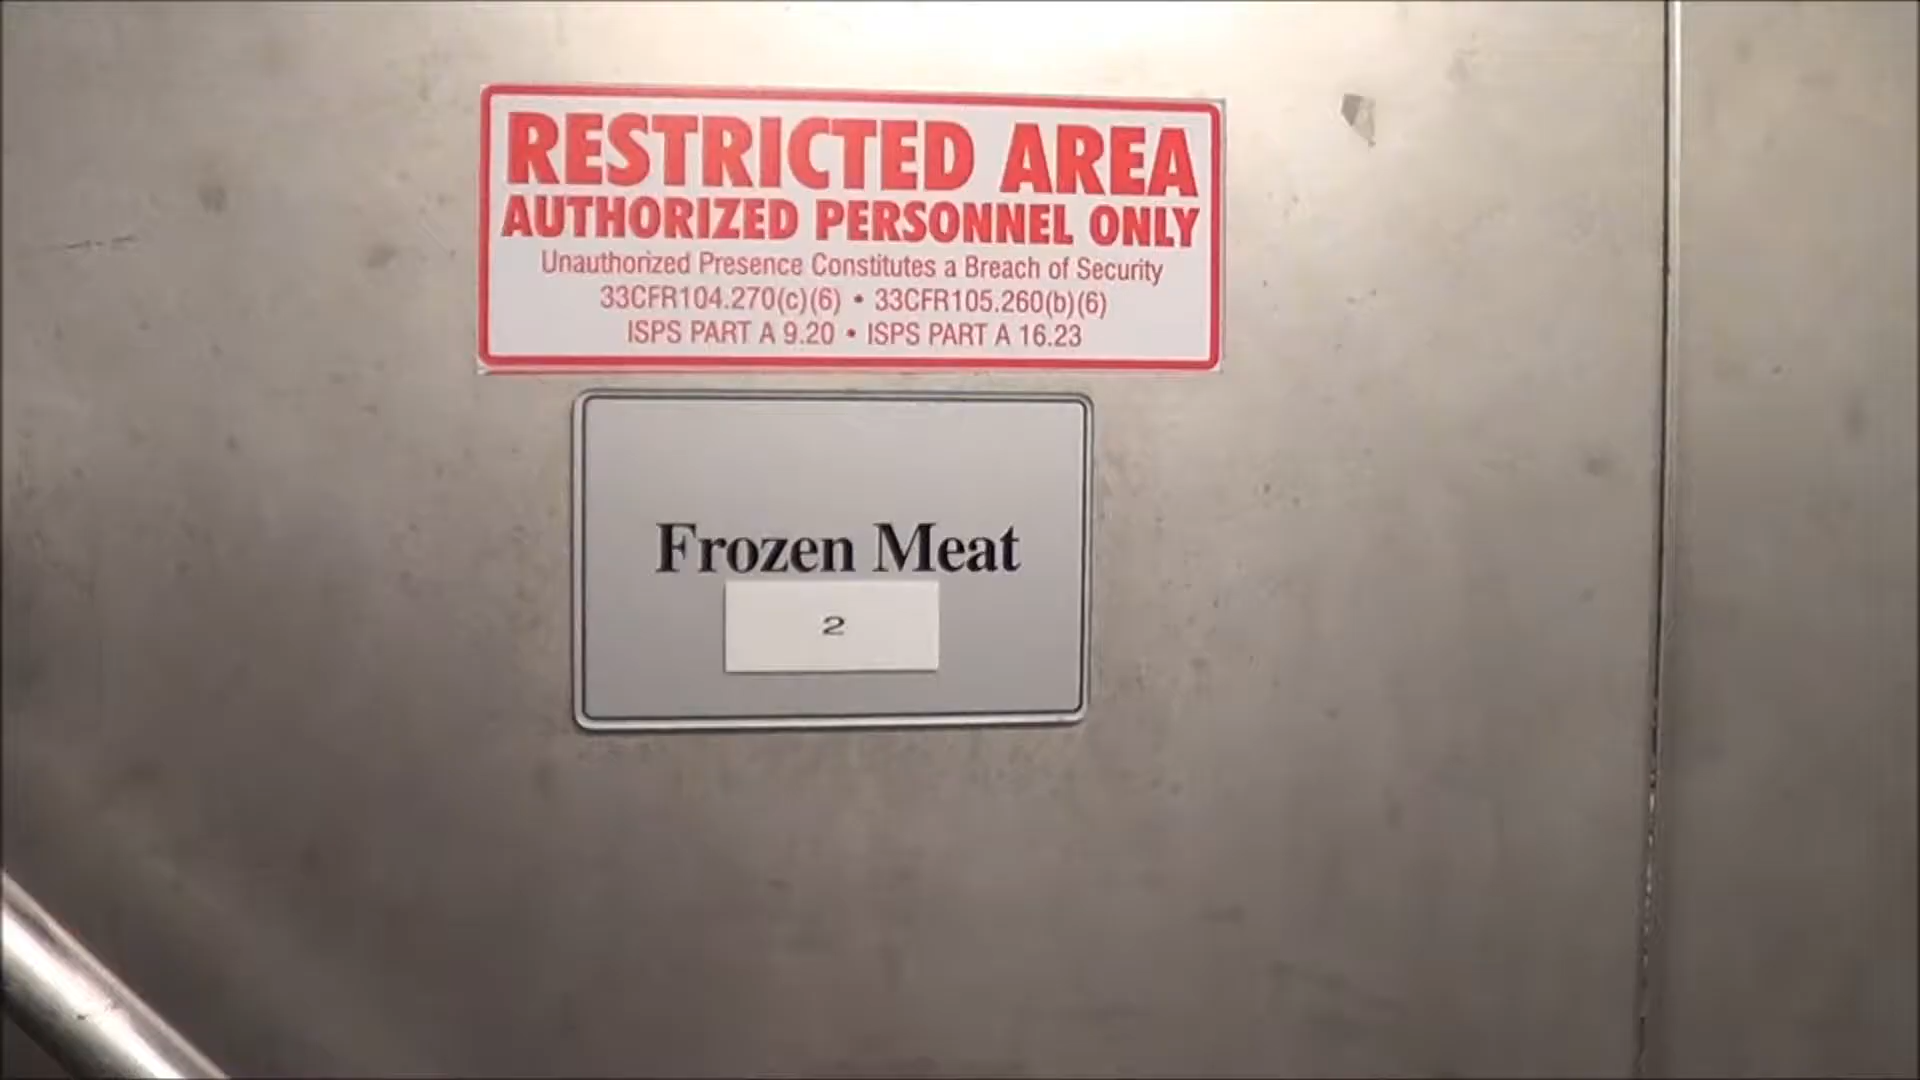 RESTRICTED AREA
AUTHORIZED PERSONNEL ONLY
Unauthorized Presence Constitutes a Breach of Security
33CFR104.270(c)(6) • 33CFR105.260(b)(6)
ISPS PART A 9.20 • ISPS PART A 16.23
Frozen Meat
2